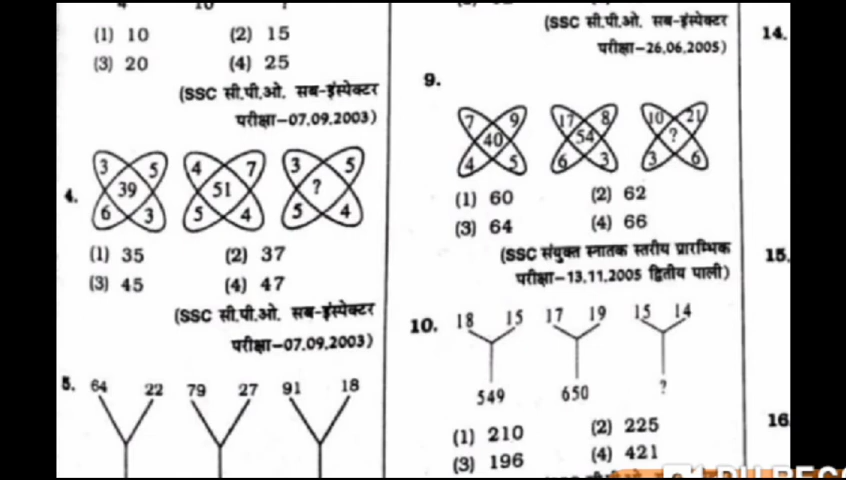 10
(1) 10 (2) 15
(3) 20 (4) 25
(SSC सी.पी.ओ. सब-इंस्पेक्टर
परीक्षा-07.09.2003)
4.
3 5
39
6 3
4 7
51
5 4
3 5
?
5 4
(1) 35 (2) 37
(3) 45 (4) 47
(SSC सी.पी.ओ. सब-इंस्पेक्टर
परीक्षा-07.09.2003)
5. 64 22 79 27 91 18
(SSC सी.पी.ओ. सब-इंस्पेक्टर
परीक्षा-26.06.2005)
9.
7 9
40
4 5
17 8
54
6 3
10 21
?
3 6
(1) 60 (2) 62
(3) 64 (4) 66
(SSC संयुक्त स्नातक स्तरीय प्रारम्भिक
परीक्षा-13.11.2005 द्वितीय पाली)
10. 18 15 17 19 15 14
549 650 ?
(1) 210 (2) 225
(3) 196 (4) 421
14.
15.
16